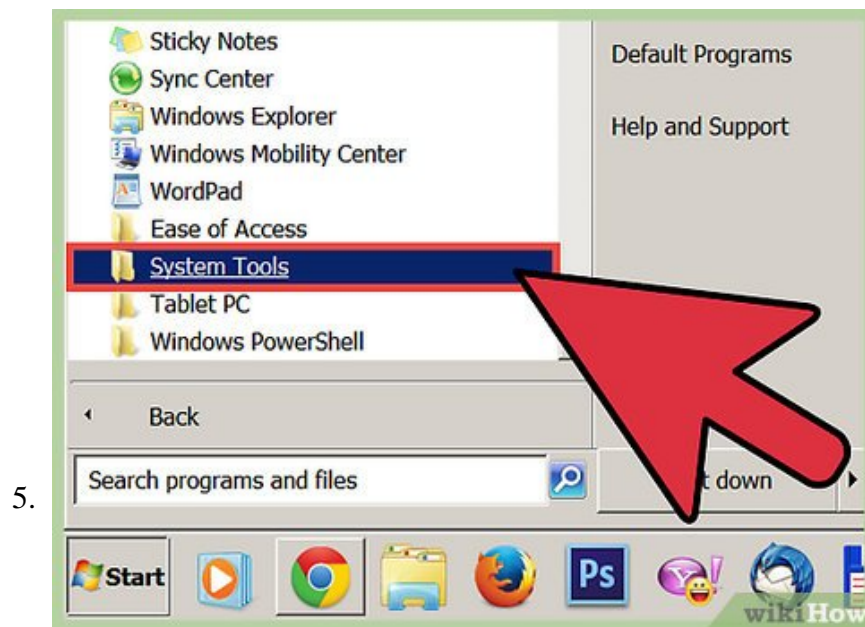 Sticky Notes
Sync Center
Windows Explorer
Windows Mobility Center
WordPad
Ease of Access
System Tools
Tablet PC
Windows PowerShell
Back
Search programs and files
Default Programs
Help and Support
t down
5.
Start
Ps
wikiHow